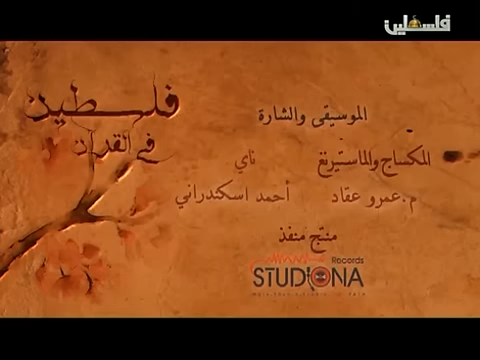 فلسطين
فلسطين
في القرآن
الموسيقى والشارة
المكساج والماستيرنغ
ناي
م.عمرو عقاد
أحمد اسكندراني
منتج منفذ
Records
STUDIONA